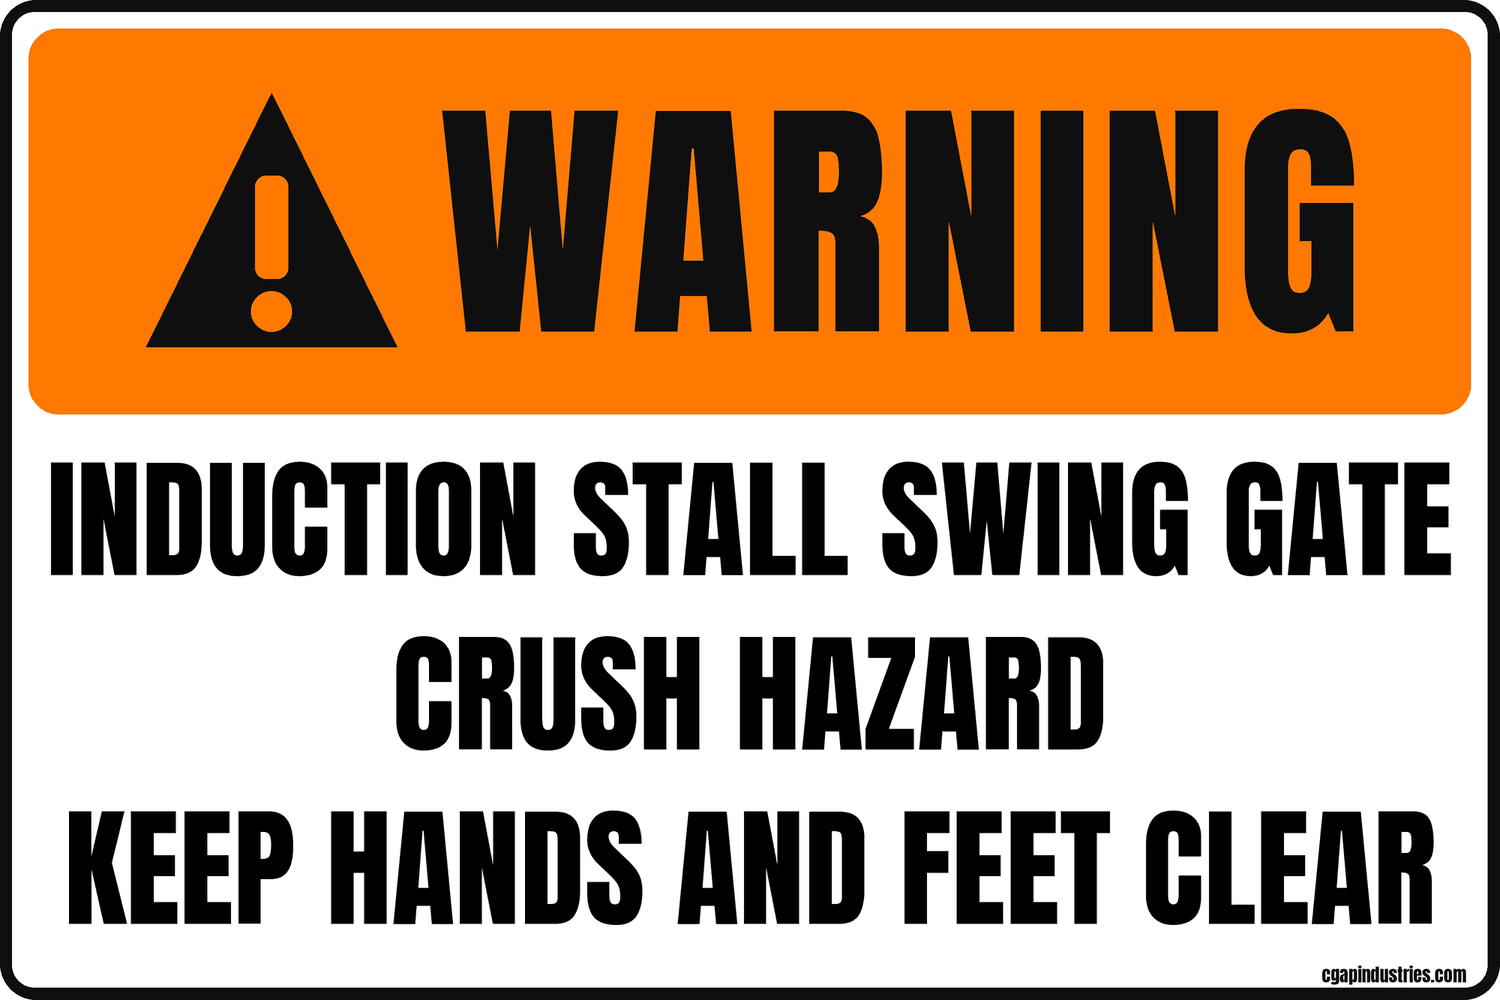 WARNING
INDUCTION STALL SWING GATE
CRUSH HAZARD
KEEP HANDS AND FEET CLEAR
cgapindustries.com